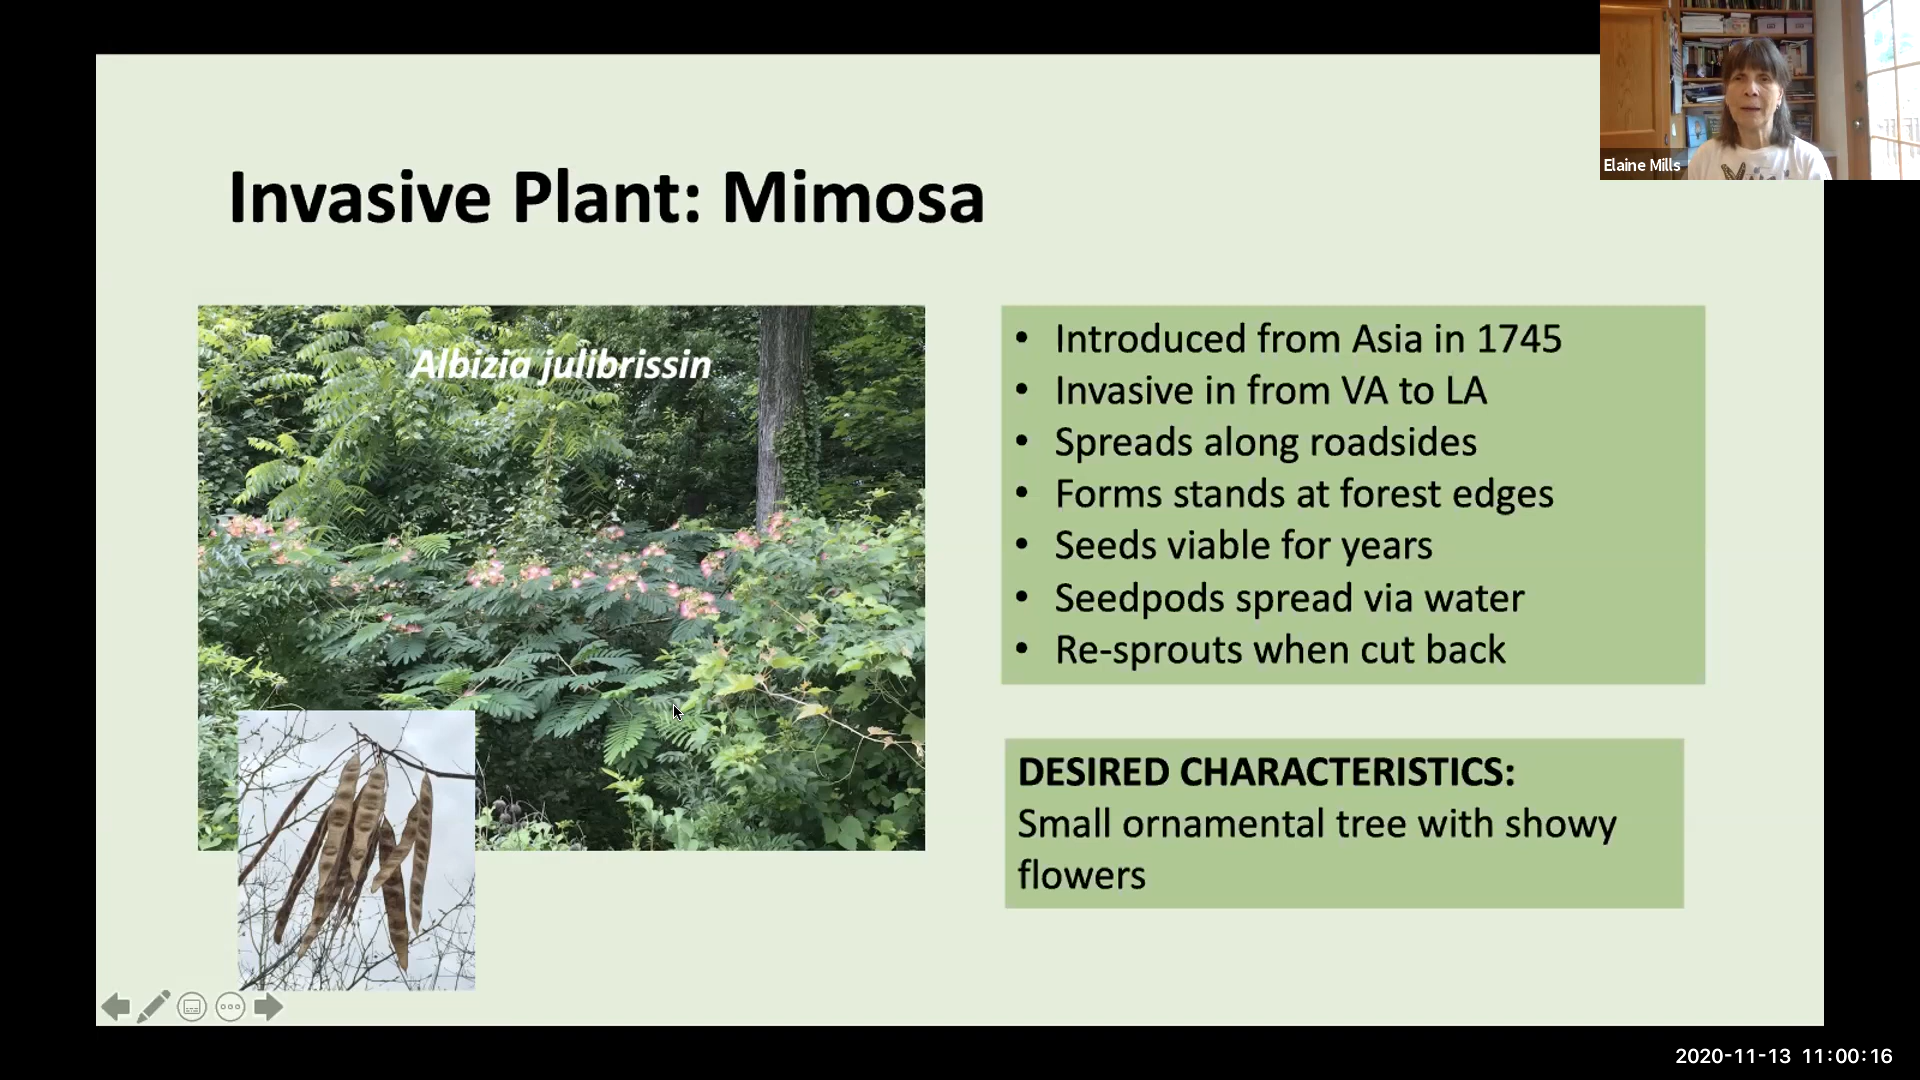 Elaine Mills
Invasive Plant: Mimosa
Albizia julibrissin
• Introduced from Asia in 1745
• Invasive in from VA to LA
• Spreads along roadsides
• Forms stands at forest edges
• Seeds viable for years
• Seedpods spread via water
• Re-sprouts when cut back
DESIRED CHARACTERISTICS:
Small ornamental tree with showy
flowers
2020-11-13 11:00:16